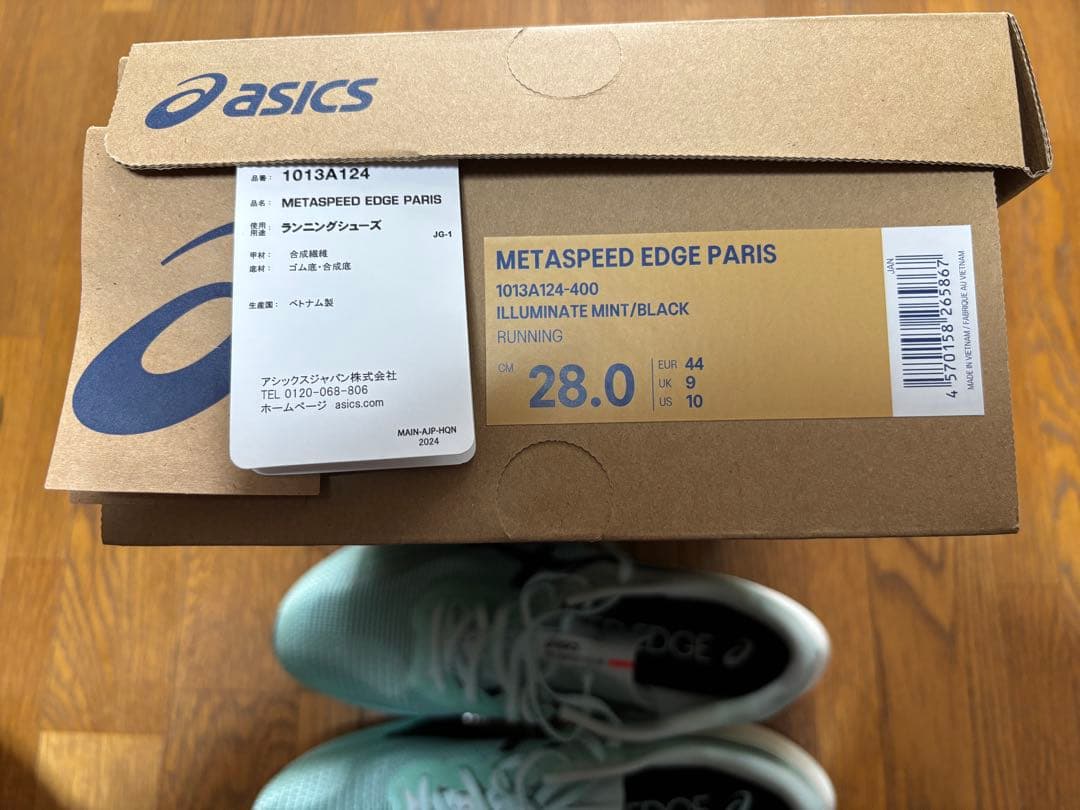 asics
品番: 1013A124
品名: METASPEED EDGE PARIS
使用用途: ランニングシューズ
JG-1
甲材: 合成繊維
底材: ゴム底・合成底
生産国: ベトナム製
アシックスジャパン株式会社
TEL 0120-068-806
ホームページ asics.com
MAIN-AJP-HQN
2024
METASPEED EDGE PARIS
1013A124-400
ILLUMINATE MINT/BLACK
RUNNING
CM 28.0
EUR 44
UK 9
US 10
JAN
4 570158 265867
MADE IN VIETNAM / FABRIQUE AU VIETNAM
EDGE